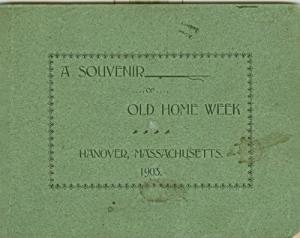 A SOUVENIR
OF
OLD HOME WEEK
HANOVER, MASSACHUSETTS.
1903.